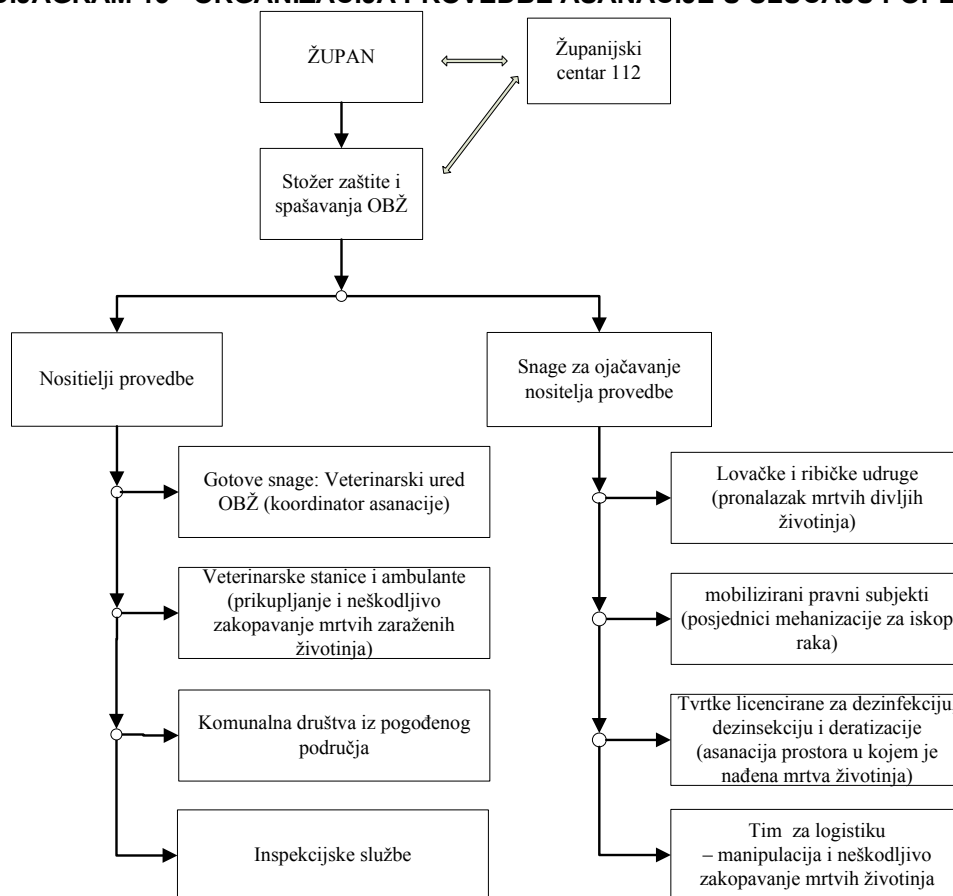 ŽUPAN
Županijski
centar 112
Stožer zaštite i
spašavanja OBŽ
Nositielji provedbe
Snage za ojačavanje
nositelja provedbe
Gotove snage: Veterinarski ured
OBŽ (koordinator asanacije)
Veterinarske stanice i ambulante
(prikupljanje i neškodljivo
zakopavanje mrtvih zaraženih
životinja)
Komunalna društva iz pogođenog
područja
Inspekcijske službe
Lovačke i ribičke udruge
(pronalazak mrtvih divljih
životinja)
mobilizirani pravni subjekti
(posjednici mehanizacije za iskop
raka)
Tvrtke licencirane za dezinfekciju,
dezinsekciju i deratizacije
(asanacija prostora u kojem je
nađena mrtva životinja)
Tim za logistiku
– manipulacija i neškodljivo
zakopavanje mrtvih životinja